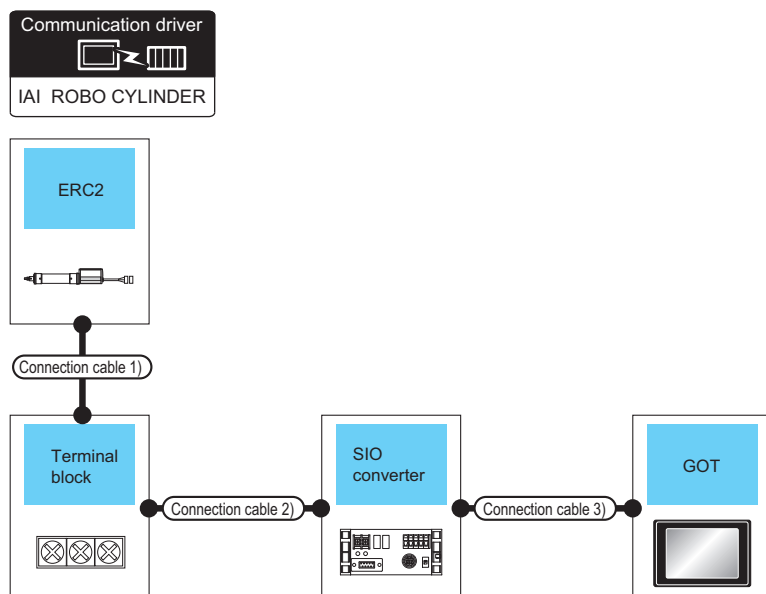 Communication driver
IAI ROBO CYLINDER
ERC2
Connection cable 1)
Terminal
block
Connection cable 2)
SIO
converter
Connection cable 3)
GOT